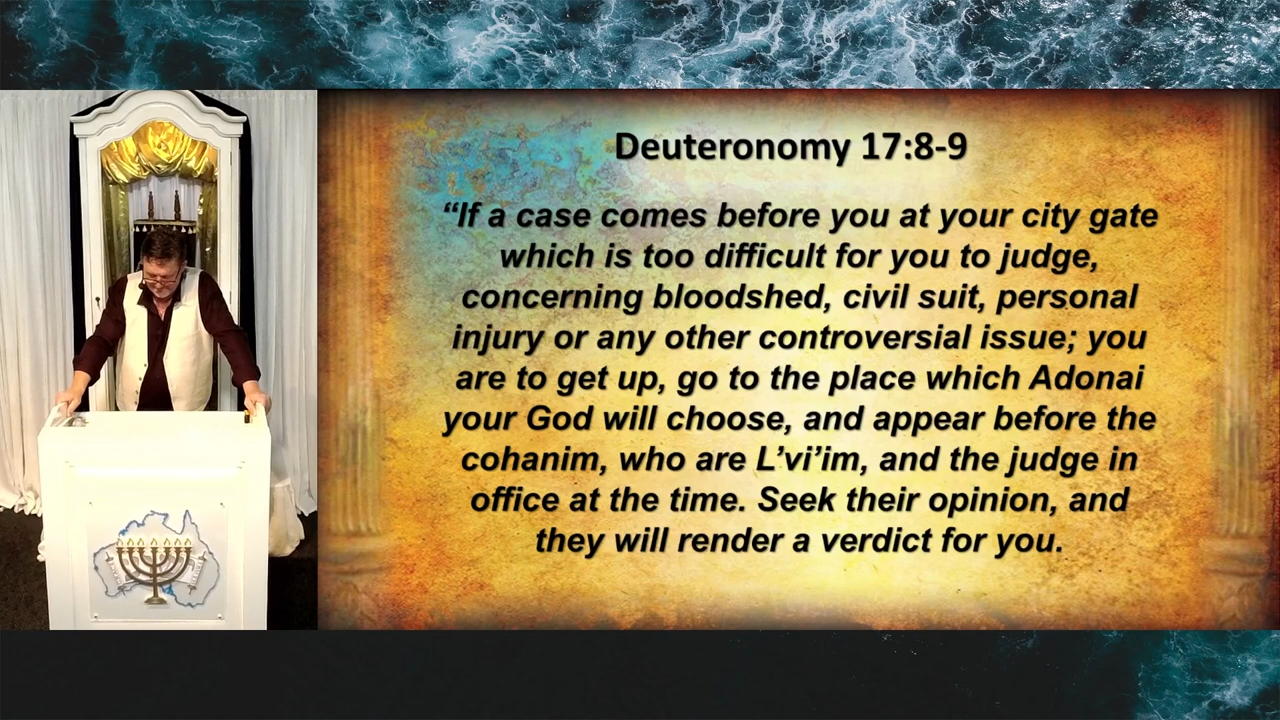 Deuteronomy 17:8-9
“If a case comes before you at your city gate
which is too difficult for you to judge,
concerning bloodshed, civil suit, personal
injury or any other controversial issue; you
are to get up, go to the place which Adonai
your God will choose, and appear before the
cohanim, who are L’vi’im, and the judge in
office at the time. Seek their opinion, and
they will render a verdict for you.